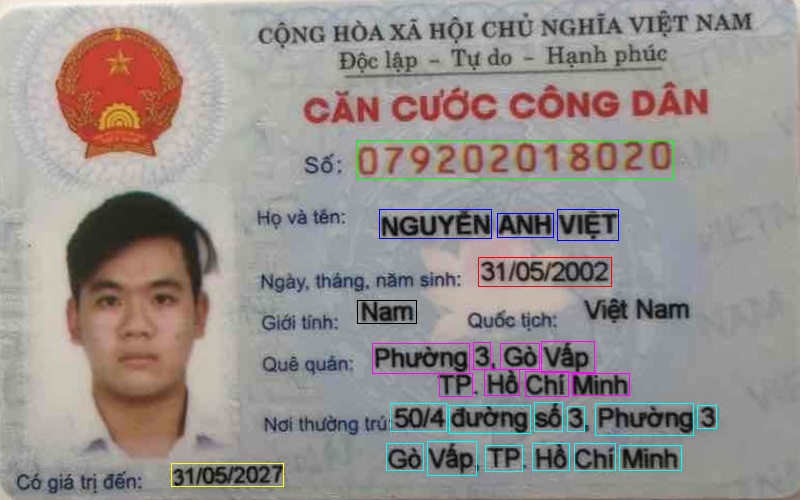 CỘNG HÒA XÃ HỘI CHỦ NGHĨA VIỆT NAM
Độc lập - Tự do - Hạnh phúc
CĂN CƯỚC CÔNG DÂN
Số: 079202018020
Họ và tên: NGUYỄN ANH VIỆT
Ngày, tháng, năm sinh: 31/05/2002
Giới tính: Nam Quốc tịch: Việt Nam
Quê quán: Phường 3, Gò Vấp
TP. Hồ Chí Minh
Nơi thường trú: 50/4 đường số 3, Phường 3
Gò Vấp, TP. Hồ Chí Minh
Có giá trị đến: 31/05/2027